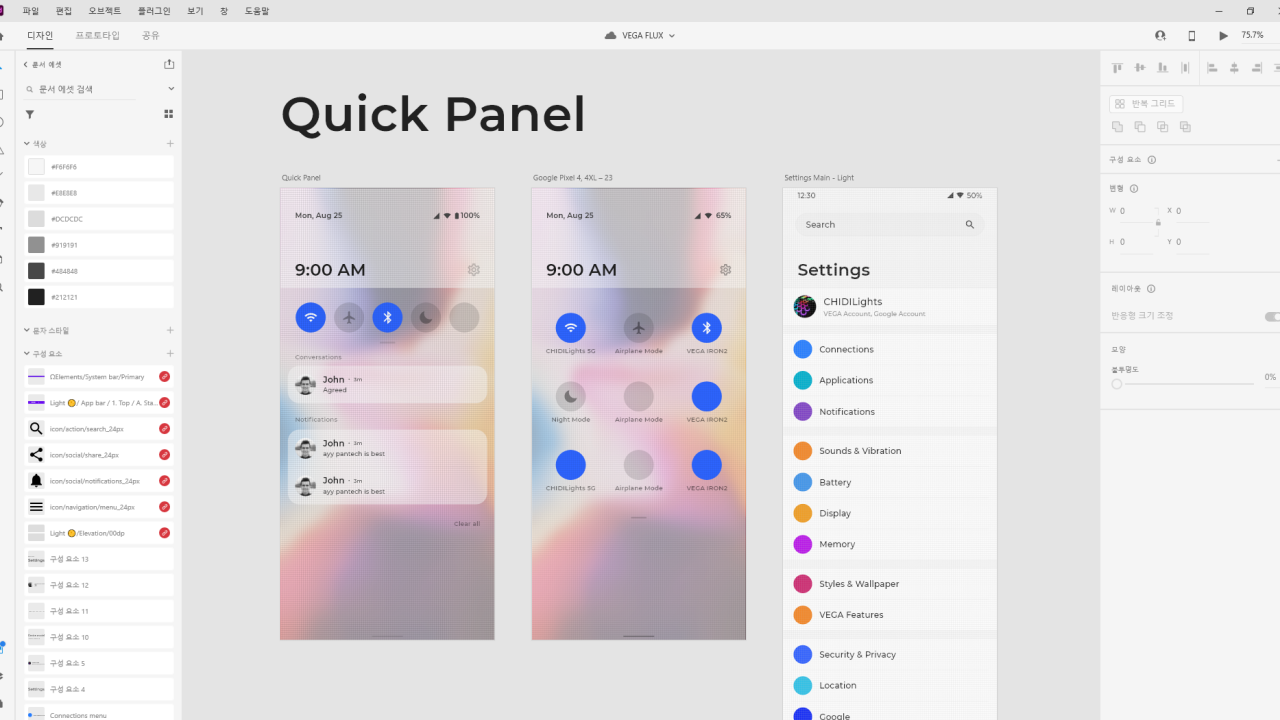 파일 편집 오브젝트 플러그인 보기 창 도움말
디자인 프로토타입 공유
VEGA FLUX
75.7%
문서 에셋
문서 에셋 검색
색상
#F6F6F6
#E8E8E8
#DCDCDC
#919191
#484848
#212121
문자 스타일
구성 요소
Elements/System bar/Primary
Light 😊/ App bar / 1. Top / A. Sta...
icon/action/search_24px
icon/social/share_24px
icon/social/notifications_24px
icon/navigation/menu_24px
Light 😊/Elevation/00dp
구성 요소 13
구성 요소 12
구성 요소 11
구성 요소 10
구성 요소 5
구성 요소 4
Connections menu
Quick Panel
Quick Panel
Mon, Aug 25
100%
9:00 AM
Conversations
John · 3m
Agreed
Notifications
John · 3m
ayy pantech is best
John · 3m
ayy pantech is best
Clear all
Google Pixel 4, 4XL – 23
Mon, Aug 25
65%
9:00 AM
CHIDILights 5G Airplane Mode VEGA IRON2
Night Mode Airplane Mode VEGA IRON2
CHIDILights 5G Airplane Mode VEGA IRON2
Settings Main - Light
12:30
50%
Search
Settings
CHIDILights
VEGA Account, Google Account
Connections
Applications
Notifications
Sounds & Vibration
Battery
Display
Memory
Styles & Wallpaper
VEGA Features
Security & Privacy
Location
Google
반복 그리드
구성 요소
변형
W 0 X 0
H 0 Y 0
레이아웃
반응형 크기 조정
모양
불투명도
0%